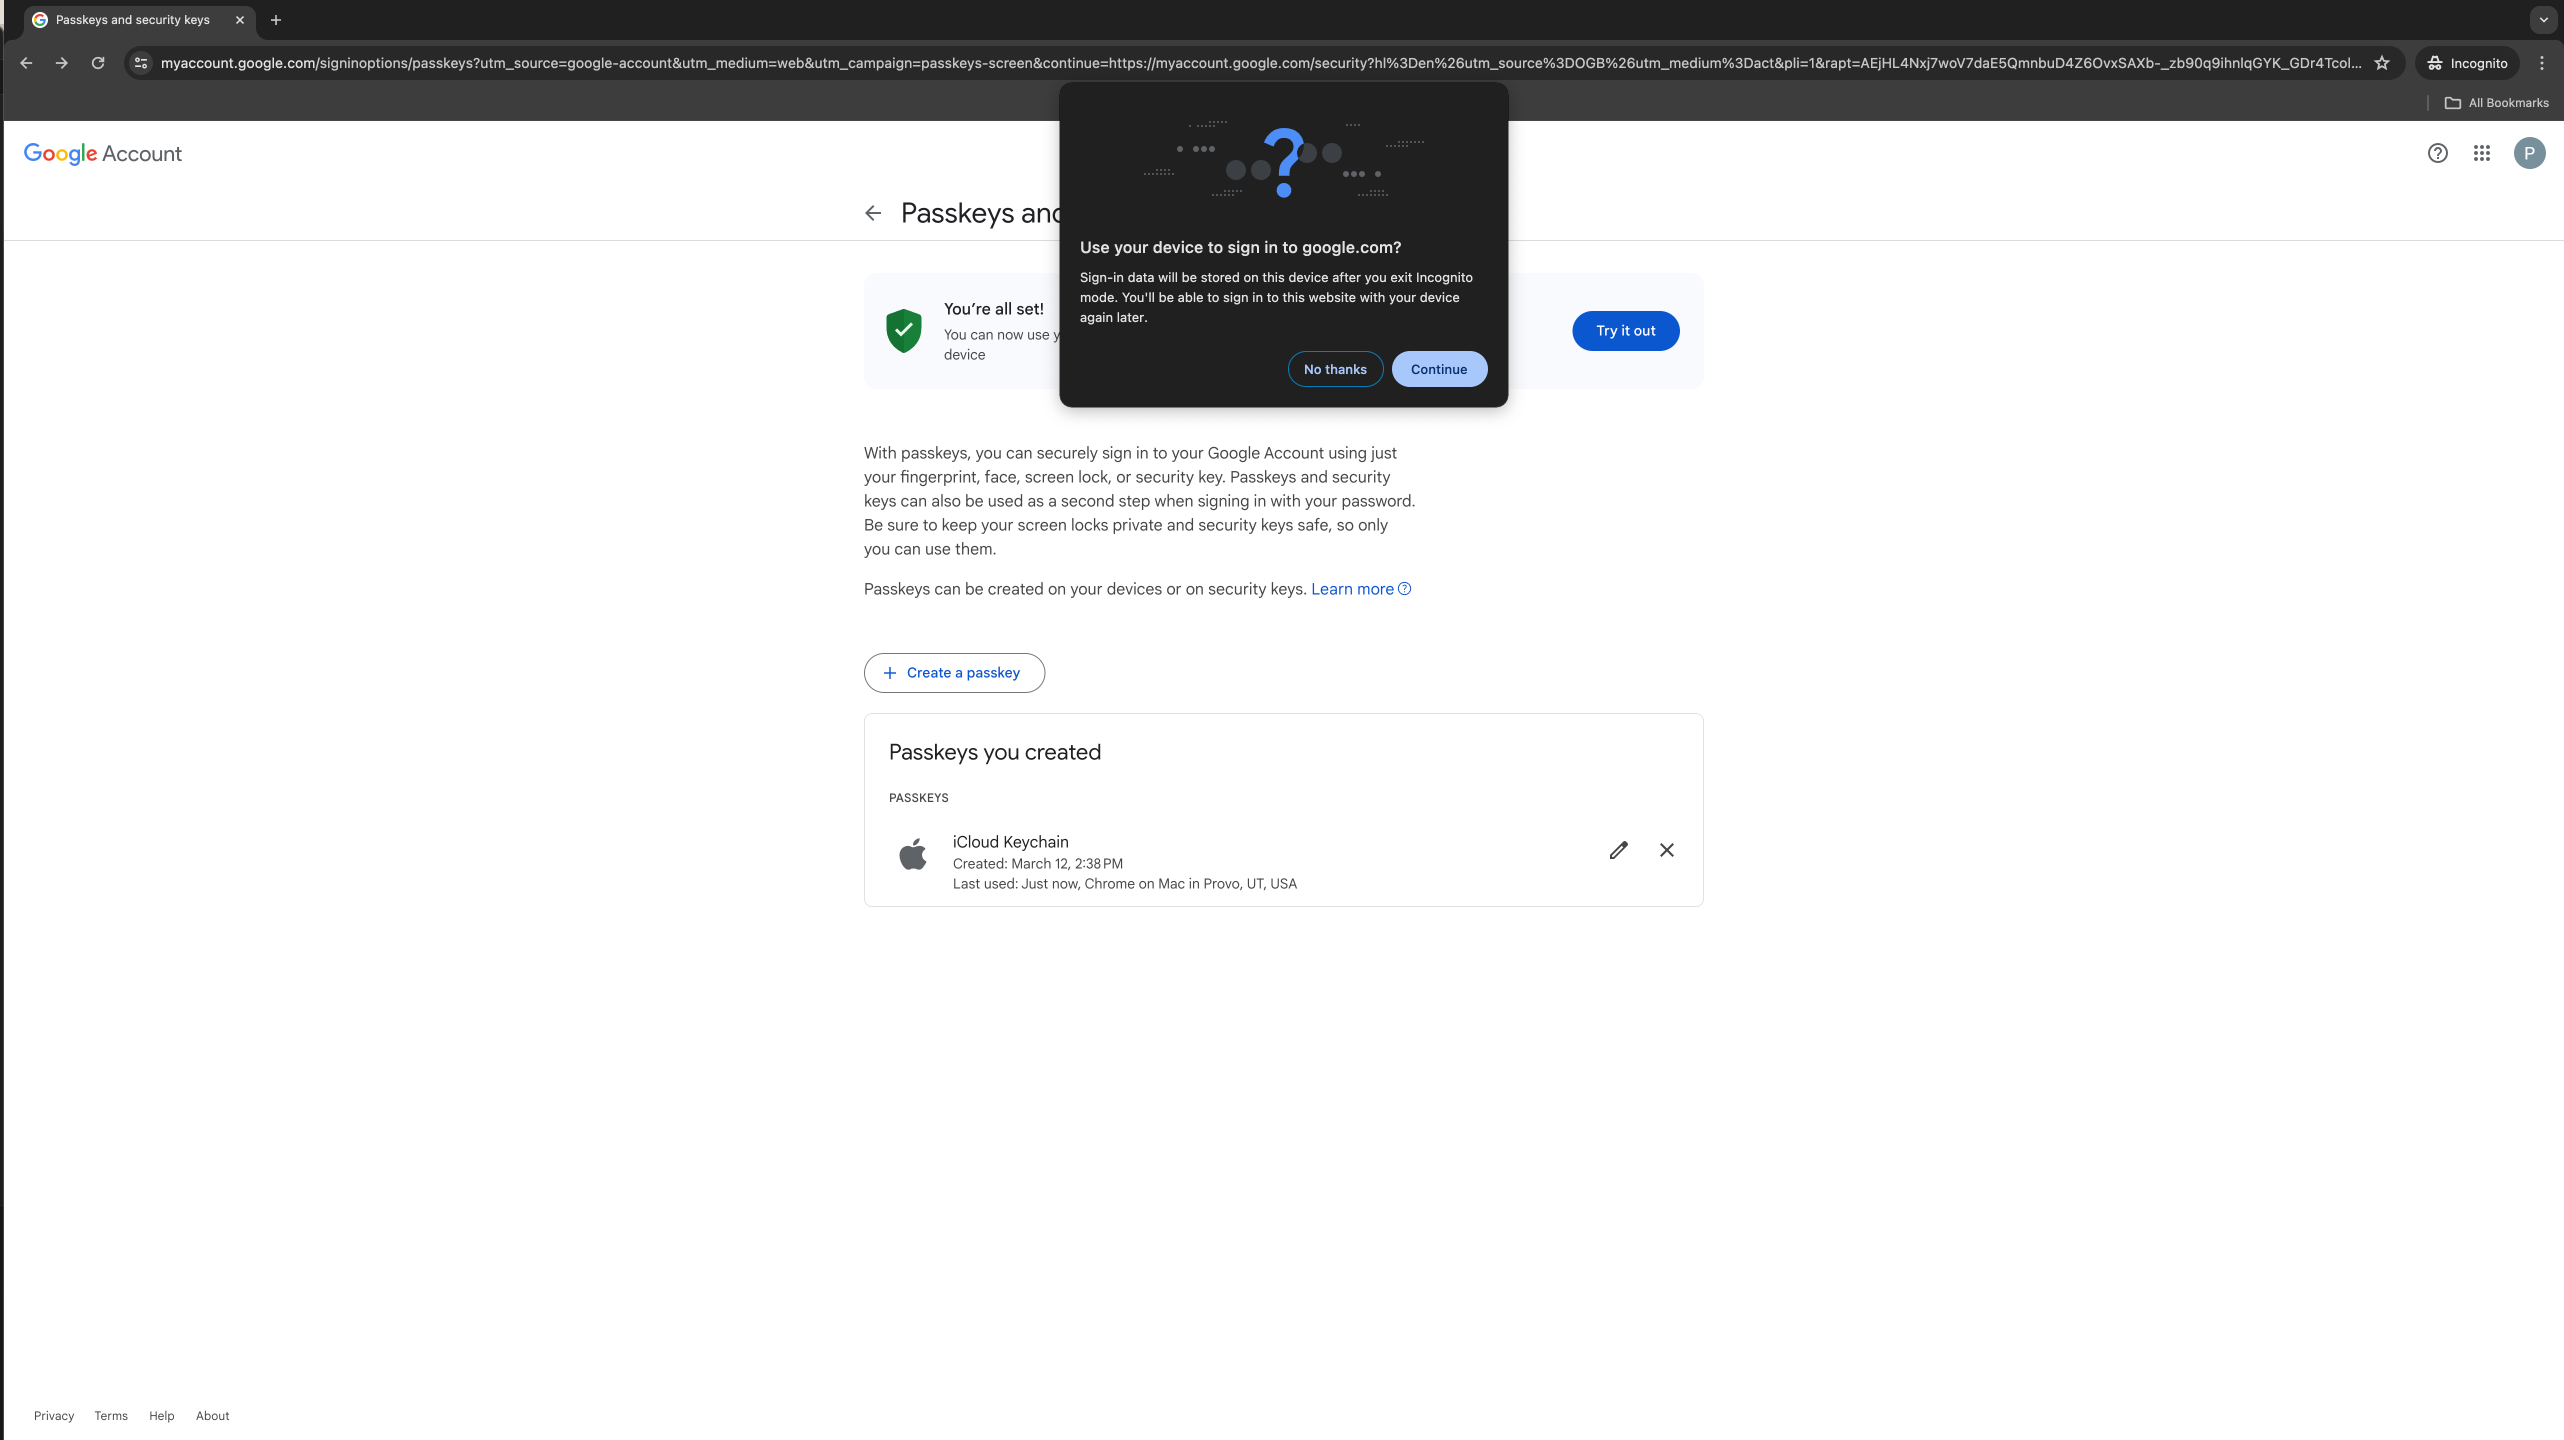 Passkeys and security keys
myaccount.google.com/signinoptions/passkeys?utm_source=google-account&utm_medium=web&utm_campaign=passkeys-screen&continue=https://myaccount.google.com/security?hl%3Den%26utm_source%3DOGB%26utm_medium%3Dact&pli=1&rapt=AEjHL4Nxj7woV7daE5QmnbuD4Z6OvxSAXb-_zb90q9ihnlqGYK_GDr4Tcol...
Incognito
All Bookmarks
Google Account
P
Passkeys and
Use your device to sign in to google.com?
Sign-in data will be stored on this device after you exit Incognito
mode. You'll be able to sign in to this website with your device
again later.
No thanks
Continue
You’re all set!
You can now use y
device
Try it out
With passkeys, you can securely sign in to your Google Account using just
your fingerprint, face, screen lock, or security key. Passkeys and security
keys can also be used as a second step when signing in with your password.
Be sure to keep your screen locks private and security keys safe, so only
you can use them.
Passkeys can be created on your devices or on security keys. Learn more
Create a passkey
Passkeys you created
PASSKEYS
iCloud Keychain
Created: March 12, 2:38 PM
Last used: Just now, Chrome on Mac in Provo, UT, USA
Privacy Terms Help About